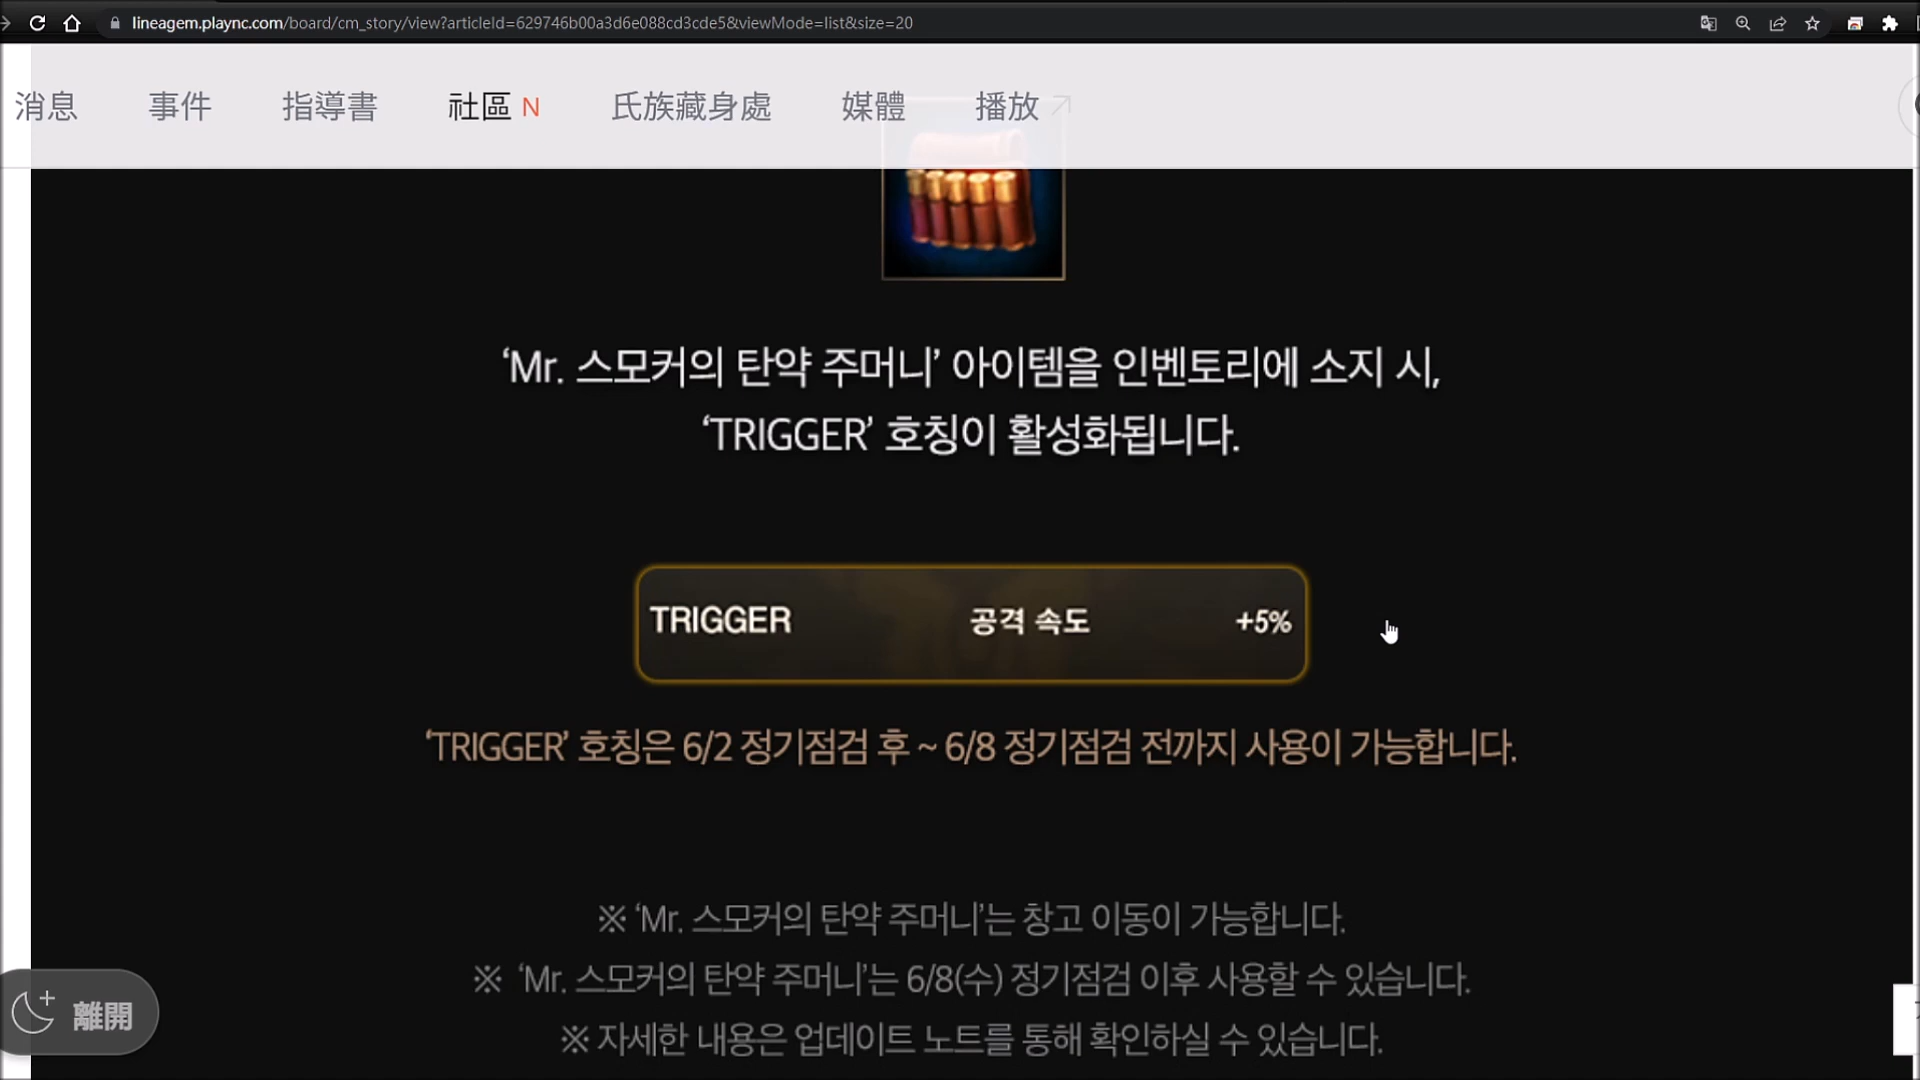 lineagem.plaync.com/board/cm_story/view?articleId=629746b00a3d6e088cd3cde5&viewMode=list&size=20
消息 事件 指導書 社區 N 氏族藏身處 媒體 播放
‘Mr. 스모커의 탄약 주머니’ 아이템을 인벤토리에 소지 시,
‘TRIGGER’ 호칭이 활성화됩니다.
TRIGGER 공격 속도 +5%
‘TRIGGER’ 호칭은 6/2 정기점검 후 ~ 6/8 정기점검 전까지 사용이 가능합니다.
※ ‘Mr. 스모커의 탄약 주머니’는 창고 이동이 가능합니다.
※ ‘Mr. 스모커의 탄약 주머니’는 6/8(수) 정기점검 이후 사용할 수 있습니다.
離開
※ 자세한 내용은 업데이트 노트를 통해 확인하실 수 있습니다.